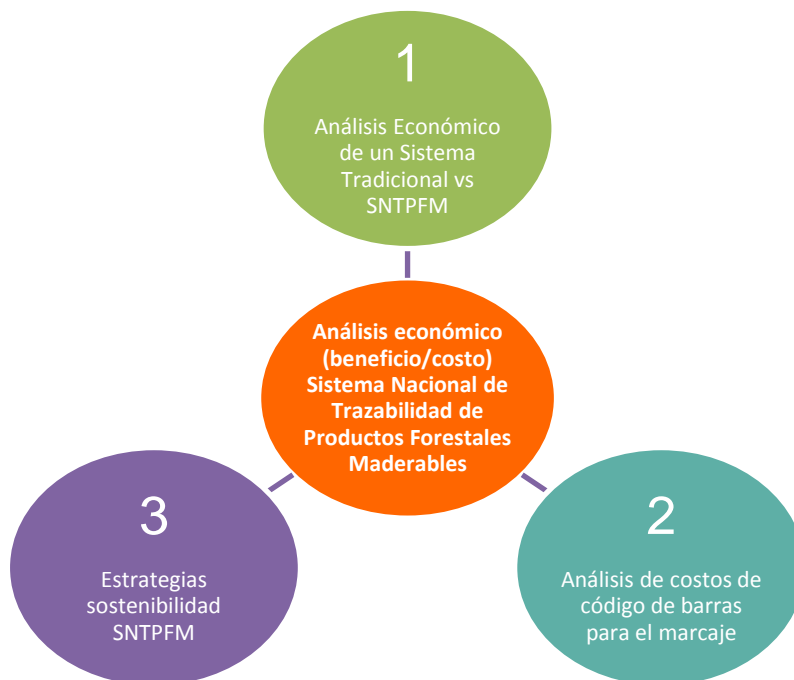 1
Análisis Económico
de un Sistema
Tradicional vs
SNTPFM
Análisis económico
(beneficio/costo)
Sistema Nacional de
Trazabilidad de
Productos Forestales
Maderables
3
Estrategias
sostenibilidad
SNTPFM
2
Análisis de costos de
código de barras
para el marcaje